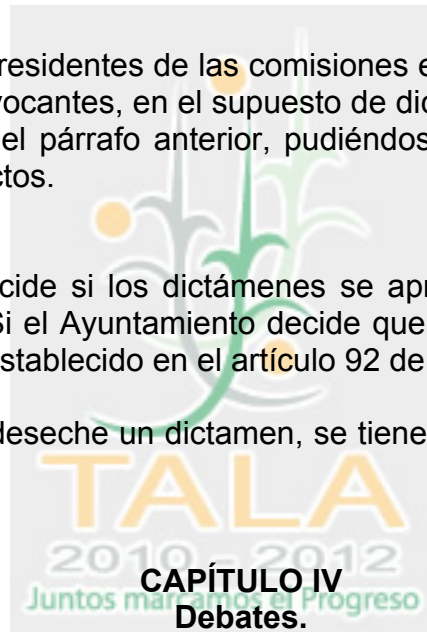 residentes de las comisiones e
vocantes, en el supuesto de dic
el párrafo anterior, pudiéndos
ctos.
cide si los dictámenes se apr
Si el Ayuntamiento decide que
stablecido en el artículo 92 de
deseche un dictamen, se tiene
TALA
2010 - 2012
CAPÍTULO IV
Juntos marcamos el Progreso
Debates.